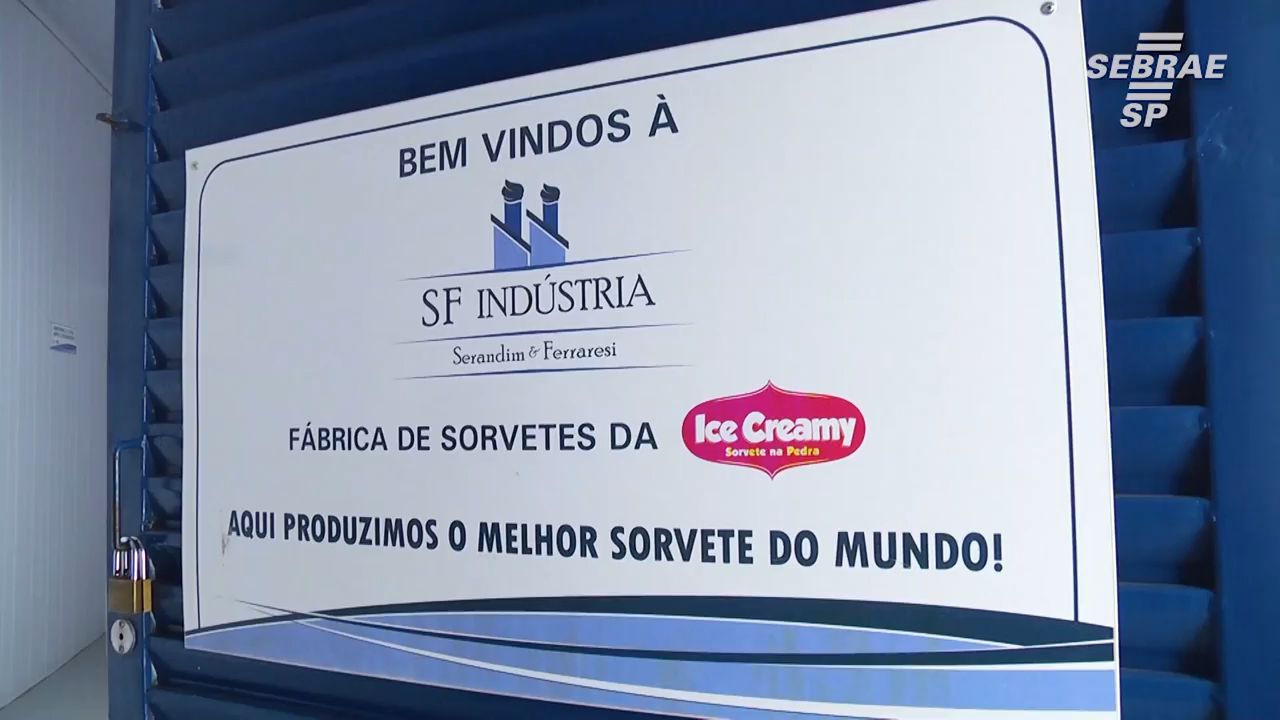 SEBRAE
SP
BEM VINDOS À
SF INDÚSTRIA
Serandim & Ferraresi
FÁBRICA DE SORVETES DA
Ice Creamy
Sorvete na Pedra
AQUI PRODUZIMOS O MELHOR SORVETE DO MUNDO!